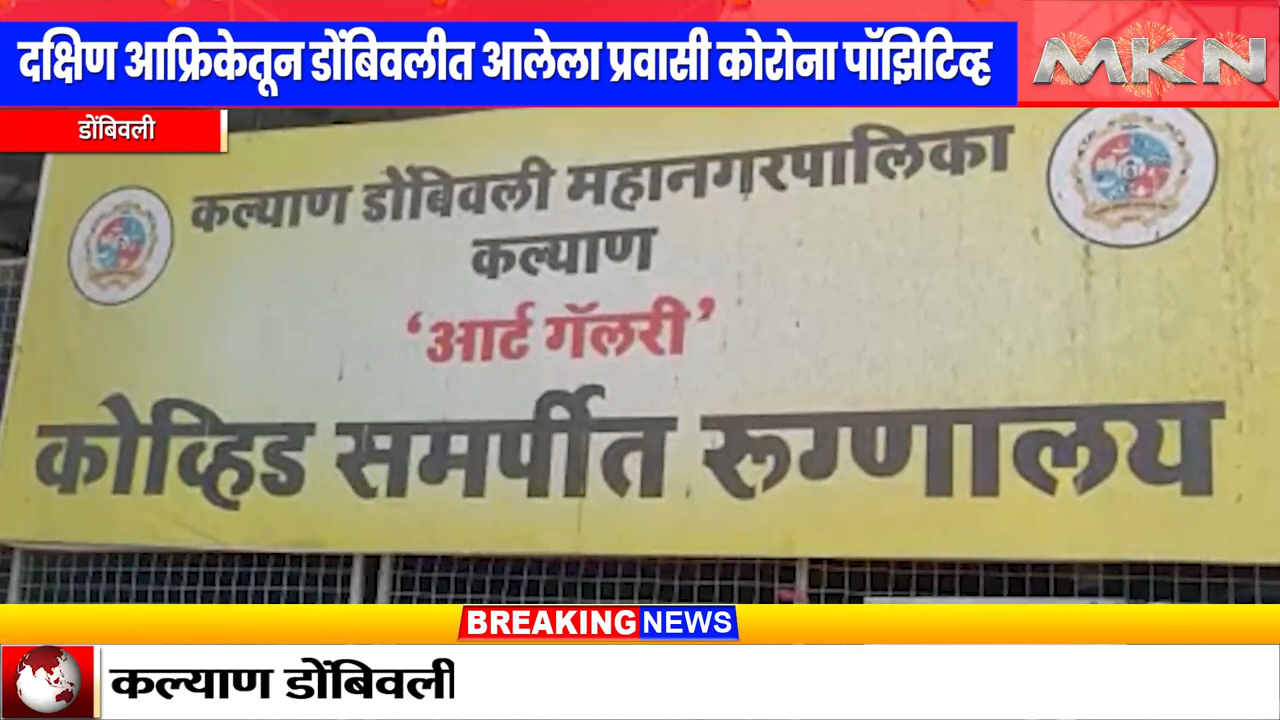 दक्षिण आफ्रिकेतून डोंबिवलीत आलेला प्रवासी कोरोना पॉझिटिव्ह
MKN
डोंबिवली
कल्याण डोंबिवली महानगरपालिका
कल्याण
‘आर्ट गॅलरी’
कोव्हिड समर्पीत रूग्णालय
BREAKING NEWS
कल्याण डोंबिवली